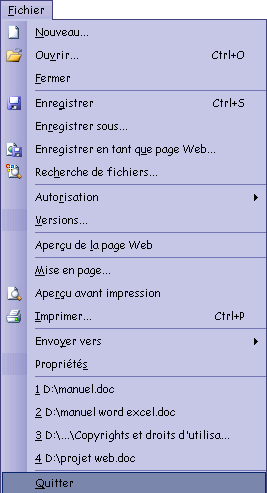 Fichier
Nouveau...
Ouvrir... Ctrl+O
Fermer
Enregistrer Ctrl+S
Enregistrer sous...
Enregistrer en tant que page Web...
Recherche de fichiers...
Autorisation
Versions...
Aperçu de la page Web
Mise en page...
Aperçu avant impression
Imprimer... Ctrl+P
Envoyer vers
Propriétés
1 D:\manuel.doc
2 D:\manuel word excel.doc
3 D:\...\Copyrights et droits d'utilisa...
4 D:\projet web.doc
Quitter